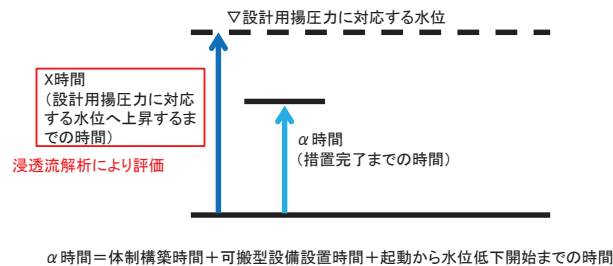 ▽設計用揚圧力に対応する水位
X時間
(設計用揚圧力に対応
する水位へ上昇するま
での時間)
浸透流解析により評価
α時間
(措置完了までの時間)
α時間=体制構築時間+可搬型設備設置時間+起動から水位低下開始までの時間